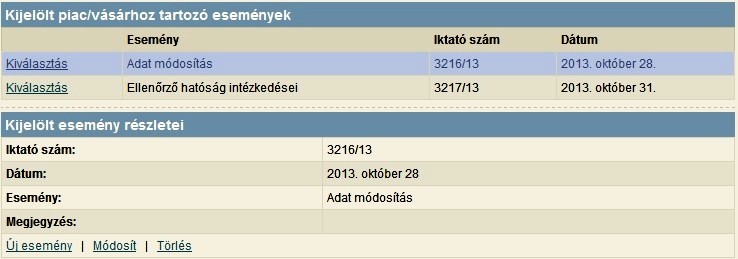 Kijelölt piac/vásárhoz tartozó események
Esemény Iktató szám Dátum
Kiválasztás Adat módosítás 3216/13 2013. október 28.
Kiválasztás Ellenőrző hatóság intézkedései 3217/13 2013. október 31.
Kijelölt esemény részletei
Iktató szám: 3216/13
Dátum: 2013. október 28
Esemény: Adat módosítás
Megjegyzés:
Új esemény | Módosít | Törlés